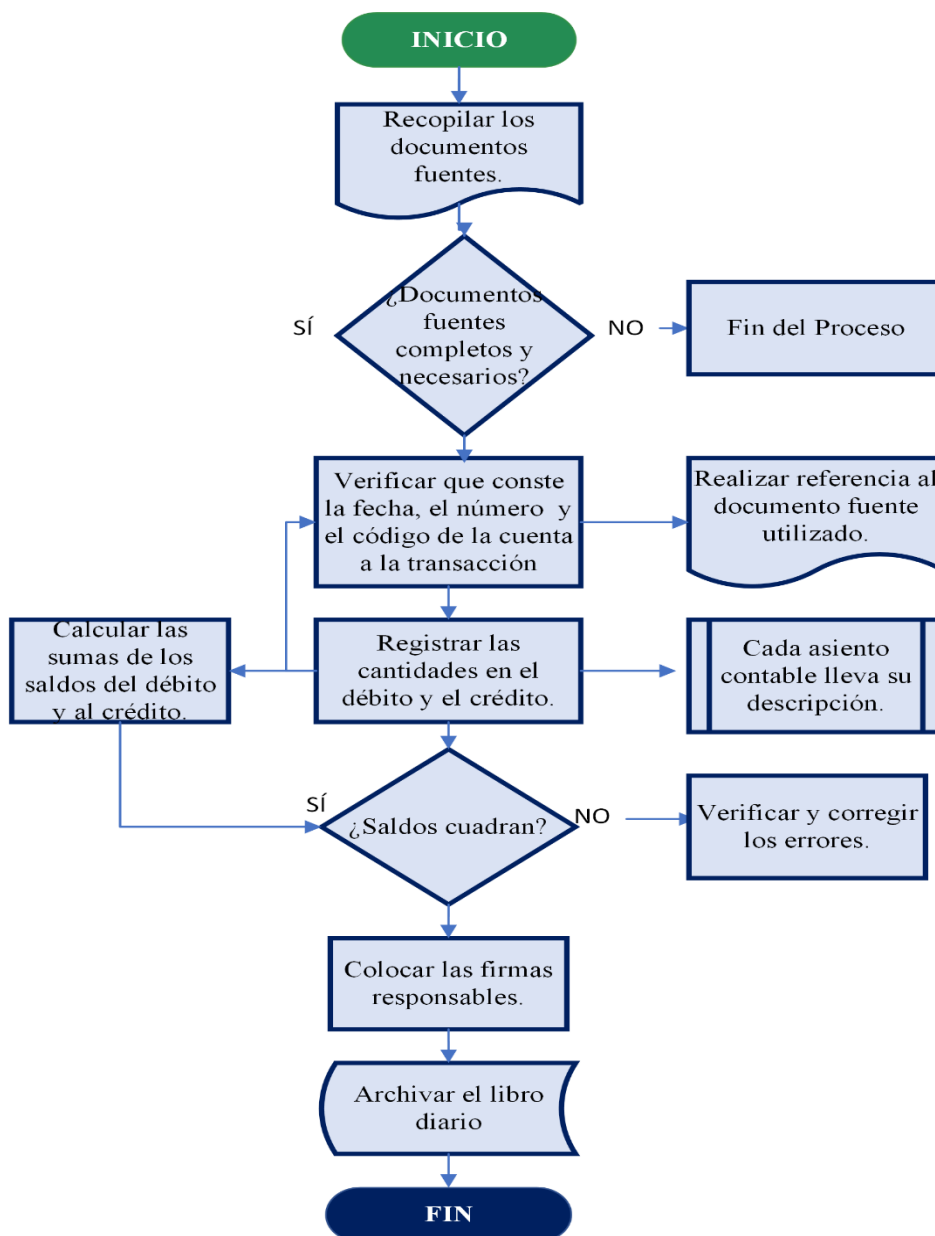 INICIO
Recopilar los
documentos
fuentes.
¿Documentos
fuentes
completos y
necesarios?
SÍ
NO
Fin del Proceso
Verificar que conste
la fecha, el número y
el código de la cuenta
a la transacción
Realizar referencia al
documento fuente
utilizado.
Calcular las
sumas de los
saldos del débito
y al crédito.
Registrar las
cantidades en el
débito y el crédito.
Cada asiento
contable lleva su
descripción.
SÍ
¿Saldos cuadran?
NO
Verificar y corregir
los errores.
Colocar las firmas
responsables.
Archivar el libro
diario
FIN